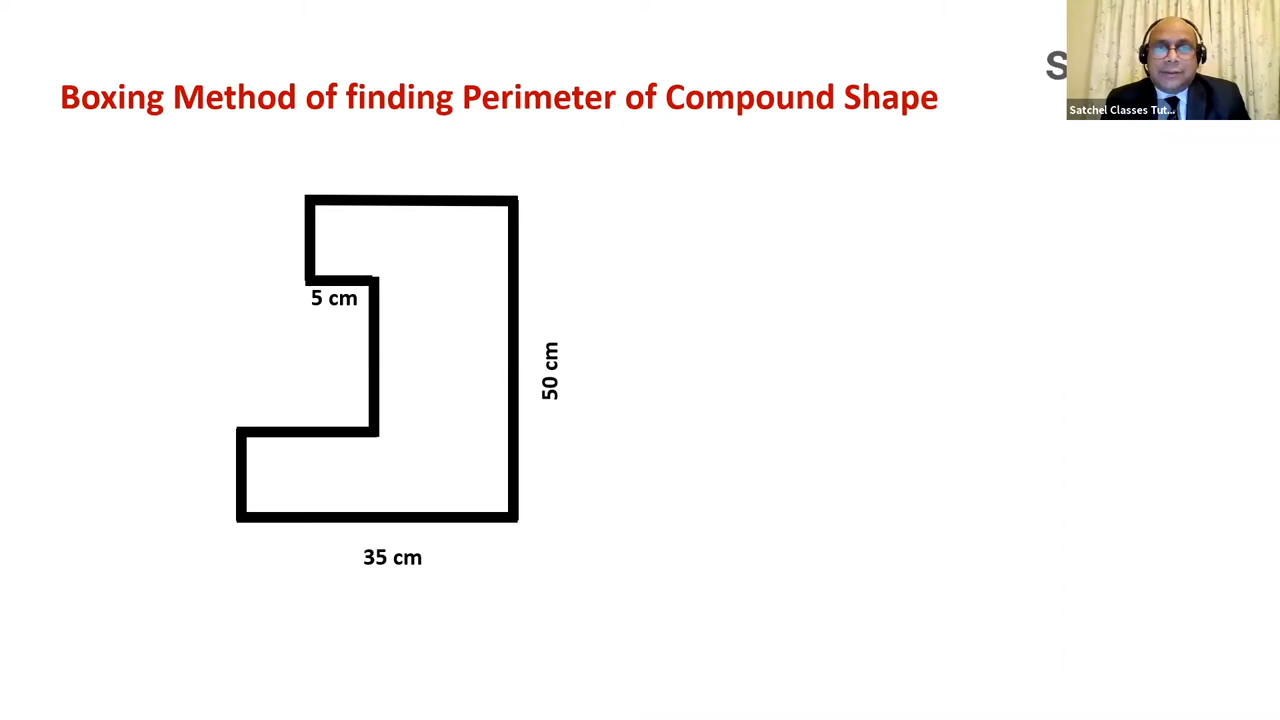 Boxing Method of finding Perimeter of Compound Shape
S
Satchel Classes Tut...
5 cm
50 cm
35 cm